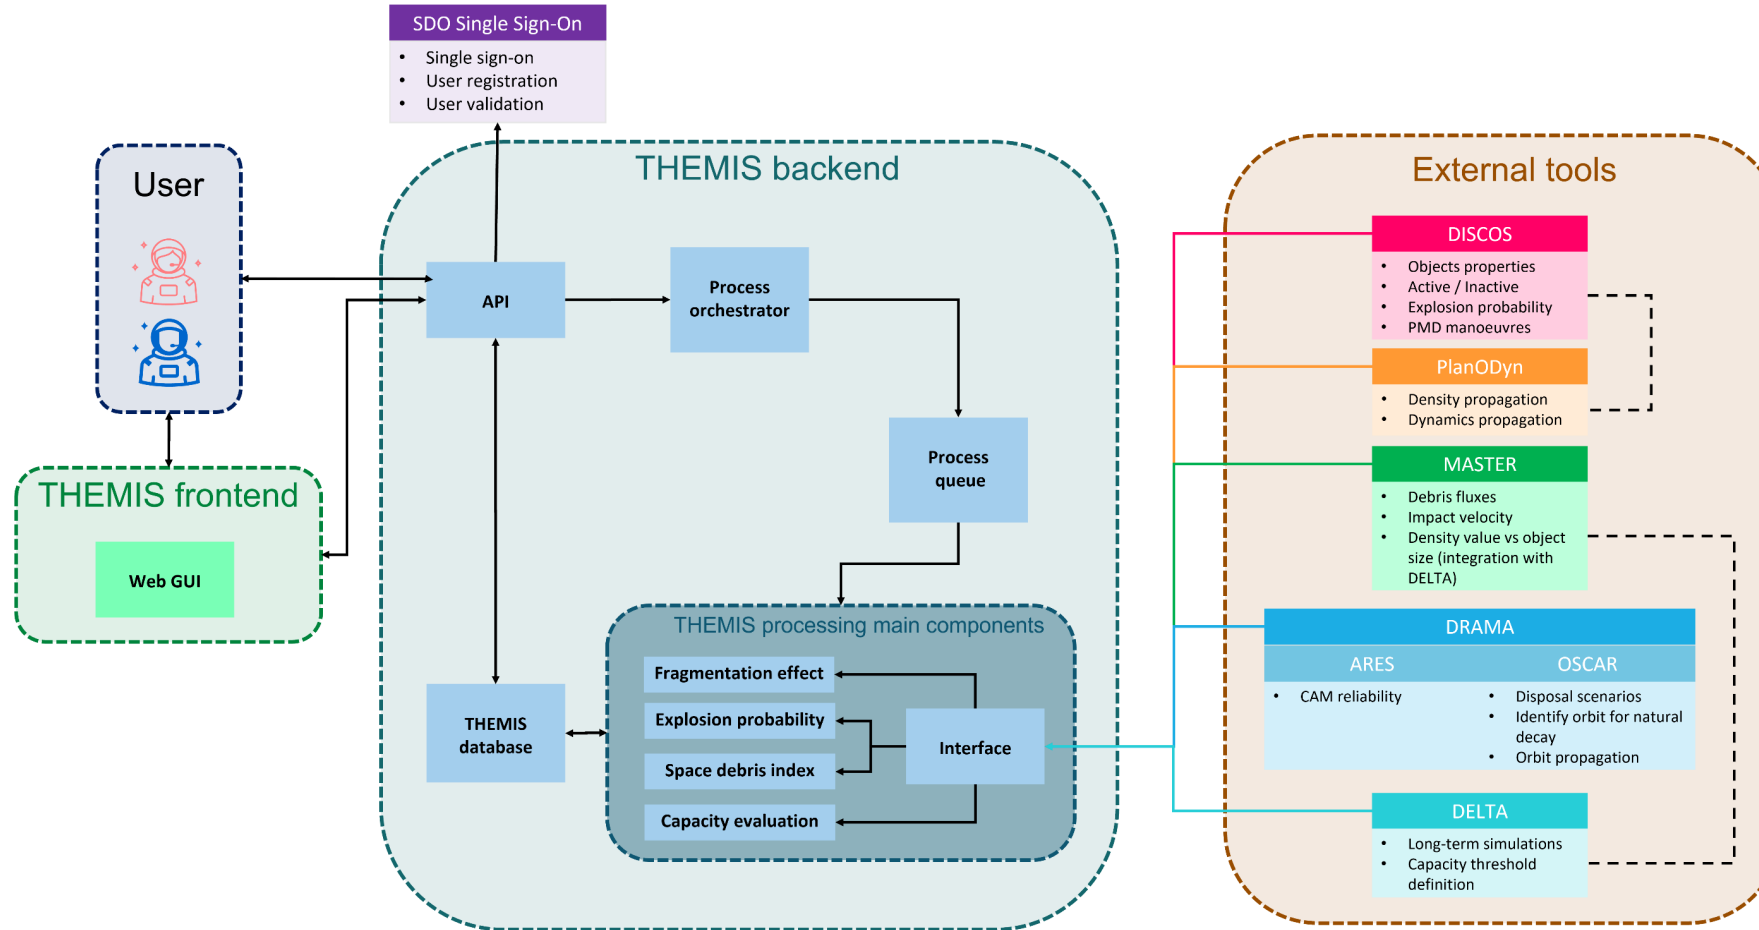 SDO Single Sign-On
• Single sign-on
• User registration
• User validation
User
THEMIS frontend
Web GUI
THEMIS backend
API
Process
orchestrator
Process
queue
THEMIS
database
THEMIS processing main components
Fragmentation effect
Explosion probability
Space debris index
Capacity evaluation
Interface
External tools
DISCOS
• Objects properties
• Active / Inactive
• Explosion probability
• PMD manoeuvres
PlanODyn
• Density propagation
• Dynamics propagation
MASTER
• Debris fluxes
• Impact velocity
• Density value vs object
size (integration with
DELTA)
DRAMA
ARES
• CAM reliability
OSCAR
• Disposal scenarios
• Identify orbit for natural
decay
• Orbit propagation
DELTA
• Long-term simulations
• Capacity threshold
definition